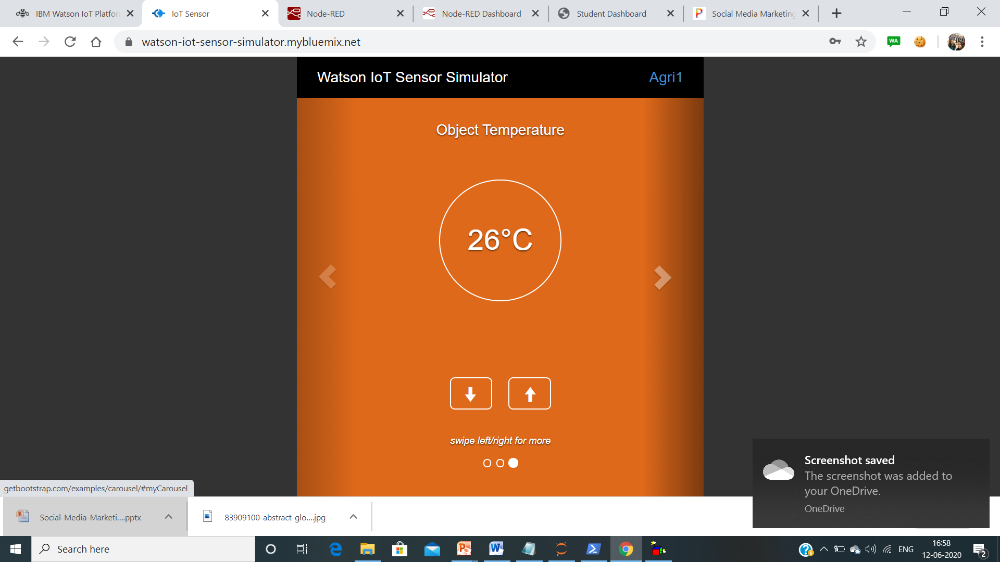 IBM Watson IoT Platfor
IoT Sensor
Node-RED
Node-RED Dashboard
Student Dashboard
Social Media Marketing
watson-iot-sensor-simulator.mybluemix.net
WA
Watson IoT Sensor Simulator
Agri1
Object Temperature
26°C
swipe left/right for more
Screenshot saved
The screenshot was added to
your OneDrive.
OneDrive
getbootstrap.com/examples/carousel/#myCarousel
Social-Media-Marketi....pptx
83909100-abstract-glo....jpg
Search here
ENG
16:58
12-06-2020
2